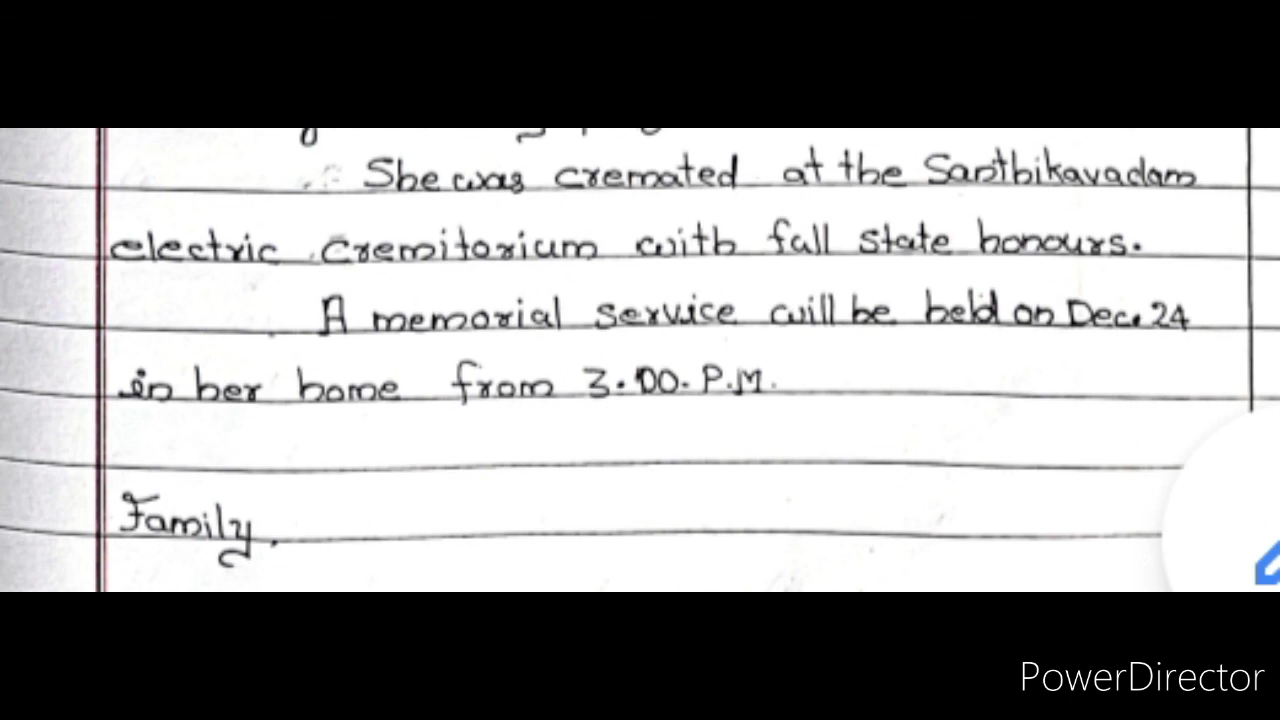 She was cremated at the Santhikavadam
electric cremitorium with full state honours.
A memorial service will be held on Dec. 24
in her home from 3.00. P.M.
Family.
PowerDirector